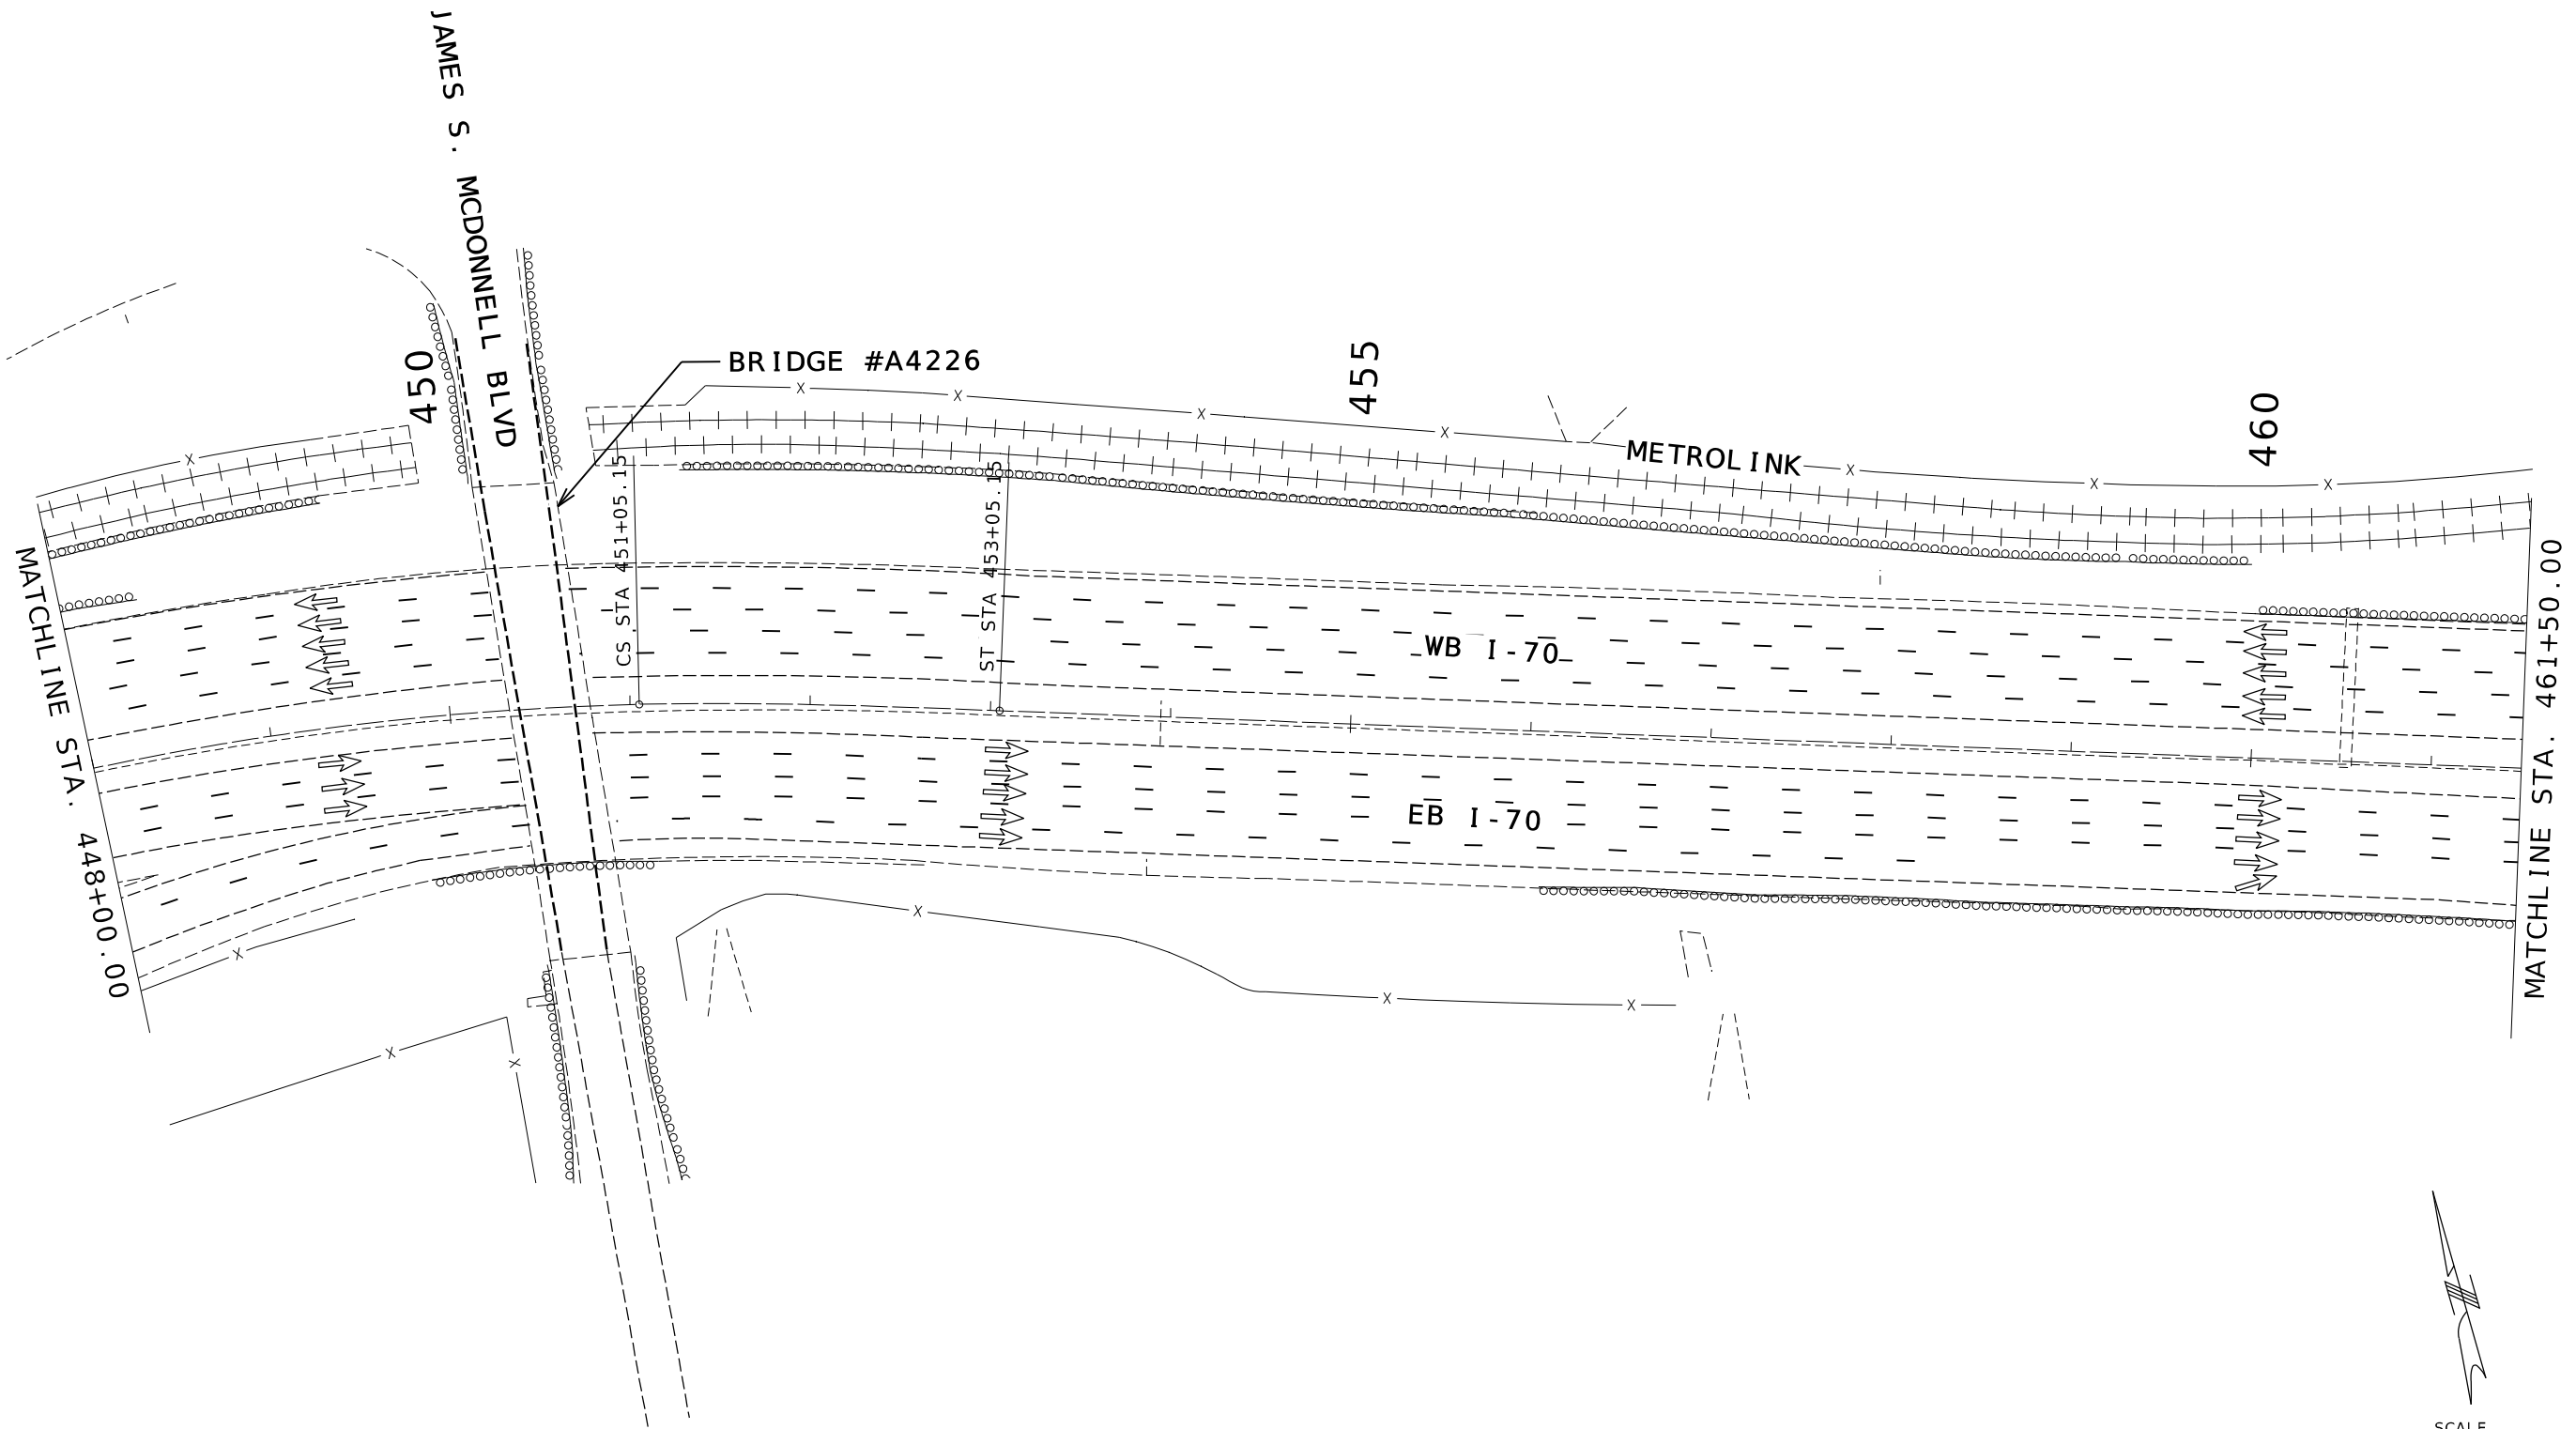 JAMES S. MCDONNELL BLVD
450
BRIDGE #A4226
455
460
METROLINK
CS STA 451+05.15
ST STA 453+05.15
MATCHLINE STA. 448+00.00
WB I-70
EB I-70
MATCHLINE STA. 461+50.00
X
X
X
X
X
X
X
X
X
X
X
X
X
X
SCALE